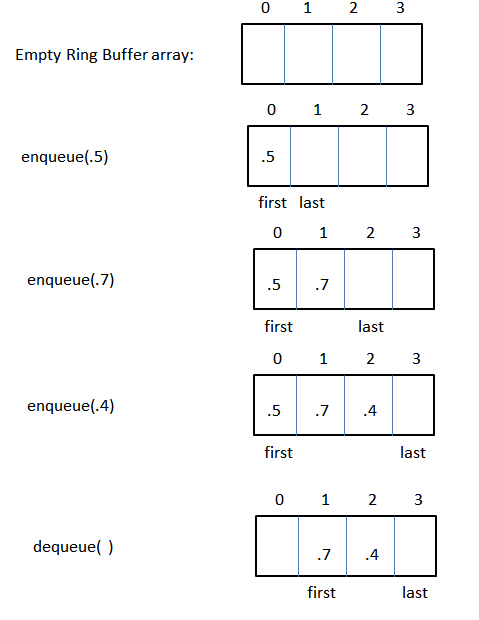 0 1 2 3
Empty Ring Buffer array:
0 1 2 3
enqueue(.5) .5
first last
0 1 2 3
enqueue(.7) .5 .7
first last
0 1 2 3
enqueue(.4) .5 .7 .4
first last
0 1 2 3
dequeue( ) .7 .4
first last